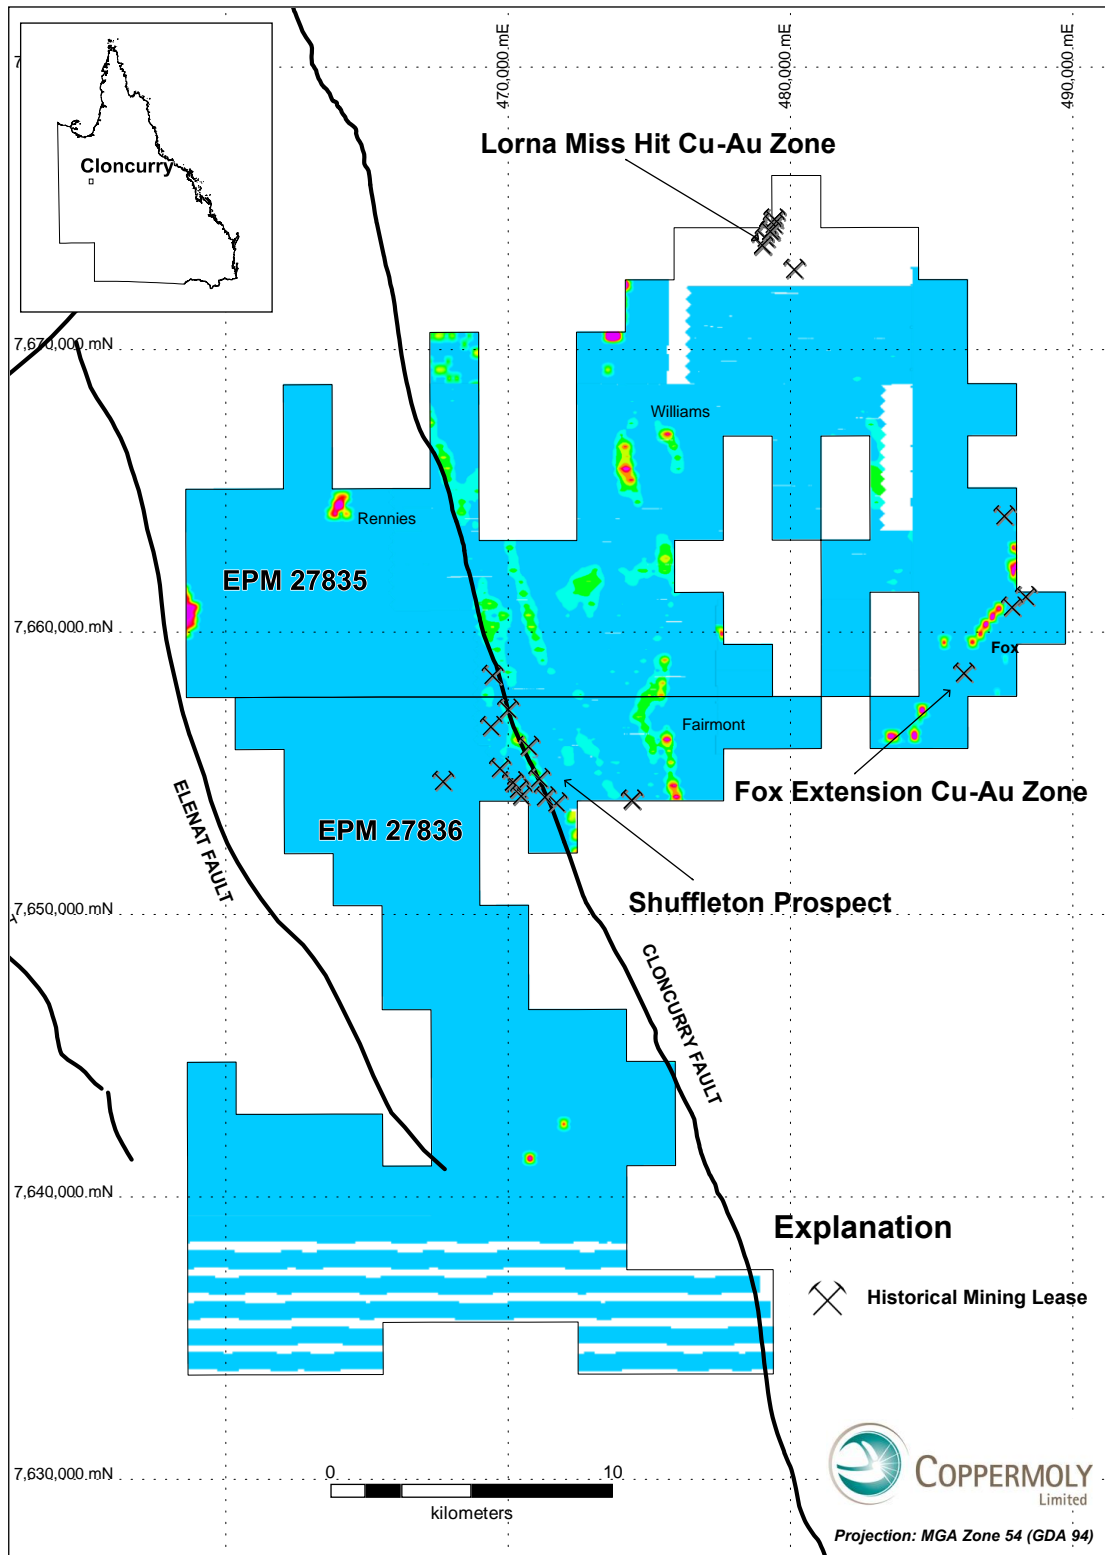 470,000.mE
480,000.mE
490,000.mE
Cloncurry
Lorna Miss Hit Cu-Au Zone
7,670,000.mN
Williams
Rennies
EPM 27835
7,660,000.mN
Fox
Fairmont
Fox Extension Cu-Au Zone
ELENAT FAULT
EPM 27836
Shuffleton Prospect
7,650,000.mN
CLONCURRY FAULT
7,640,000.mN
Explanation
Historical Mining Lease
7,630,000.mN
0 10
kilometers
COPPERMOLY
Limited
Projection: MGA Zone 54 (GDA 94)